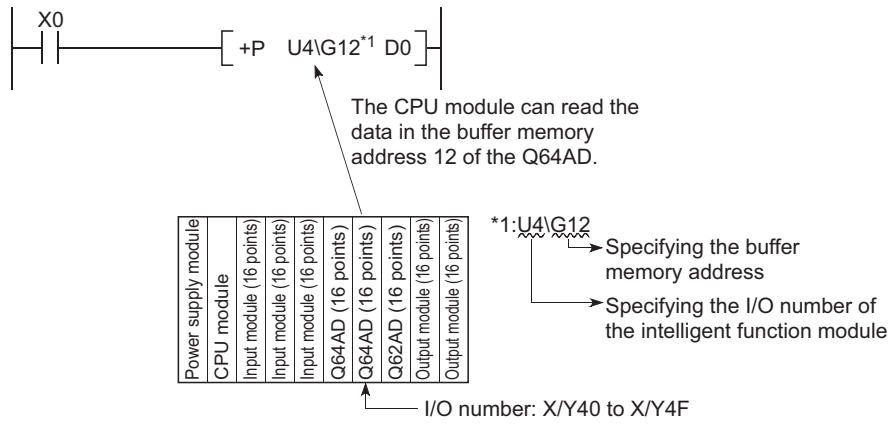 X0
+P U4\G12*1 D0
The CPU module can read the
data in the buffer memory
address 12 of the Q64AD.
Power supply module
CPU module
Input module (16 points)
Input module (16 points)
Input module (16 points)
Q64AD (16 points)
Q64AD (16 points)
Q62AD (16 points)
Output module (16 points)
Output module (16 points)
*1:U4\G12
Specifying the buffer
memory address
Specifying the I/O number of
the intelligent function module
I/O number: X/Y40 to X/Y4F